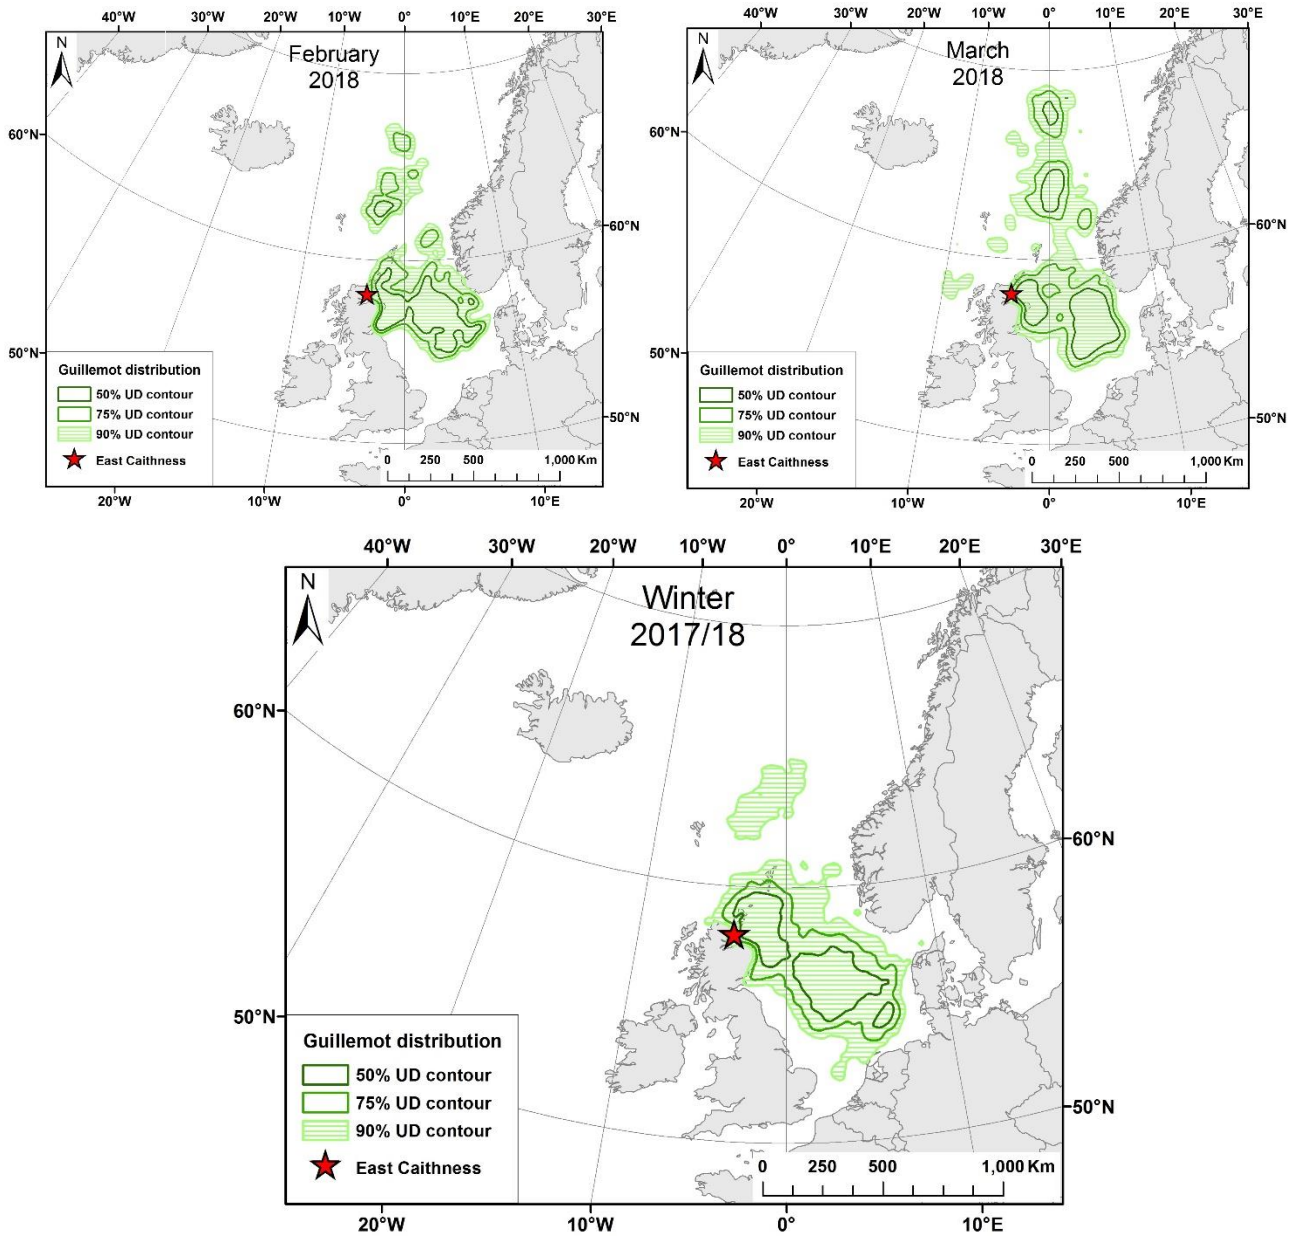 40°W 30°W 20°W 10°W 0° 10°E 20°E 30°E
N
February
2018
60°N
60°N
50°N
50°N
Guillemot distribution
50% UD contour
75% UD contour
90% UD contour
East Caithness
0 250 500 1,000 Km
20°W 10°W 0° 10°E
40°W 30°W 20°W 10°W 0° 10°E 20°E 30°E
N
March
2018
60°N
60°N
50°N
50°N
Guillemot distribution
50% UD contour
75% UD contour
90% UD contour
East Caithness
0 250 500 1,000 Km
20°W 10°W 0° 10°E
40°W 30°W 20°W 10°W 0° 10°E 20°E 30°E
N
Winter
2017/18
60°N
60°N
50°N
50°N
Guillemot distribution
50% UD contour
75% UD contour
90% UD contour
East Caithness
0 250 500 1,000 Km
20°W 10°W 0° 10°E